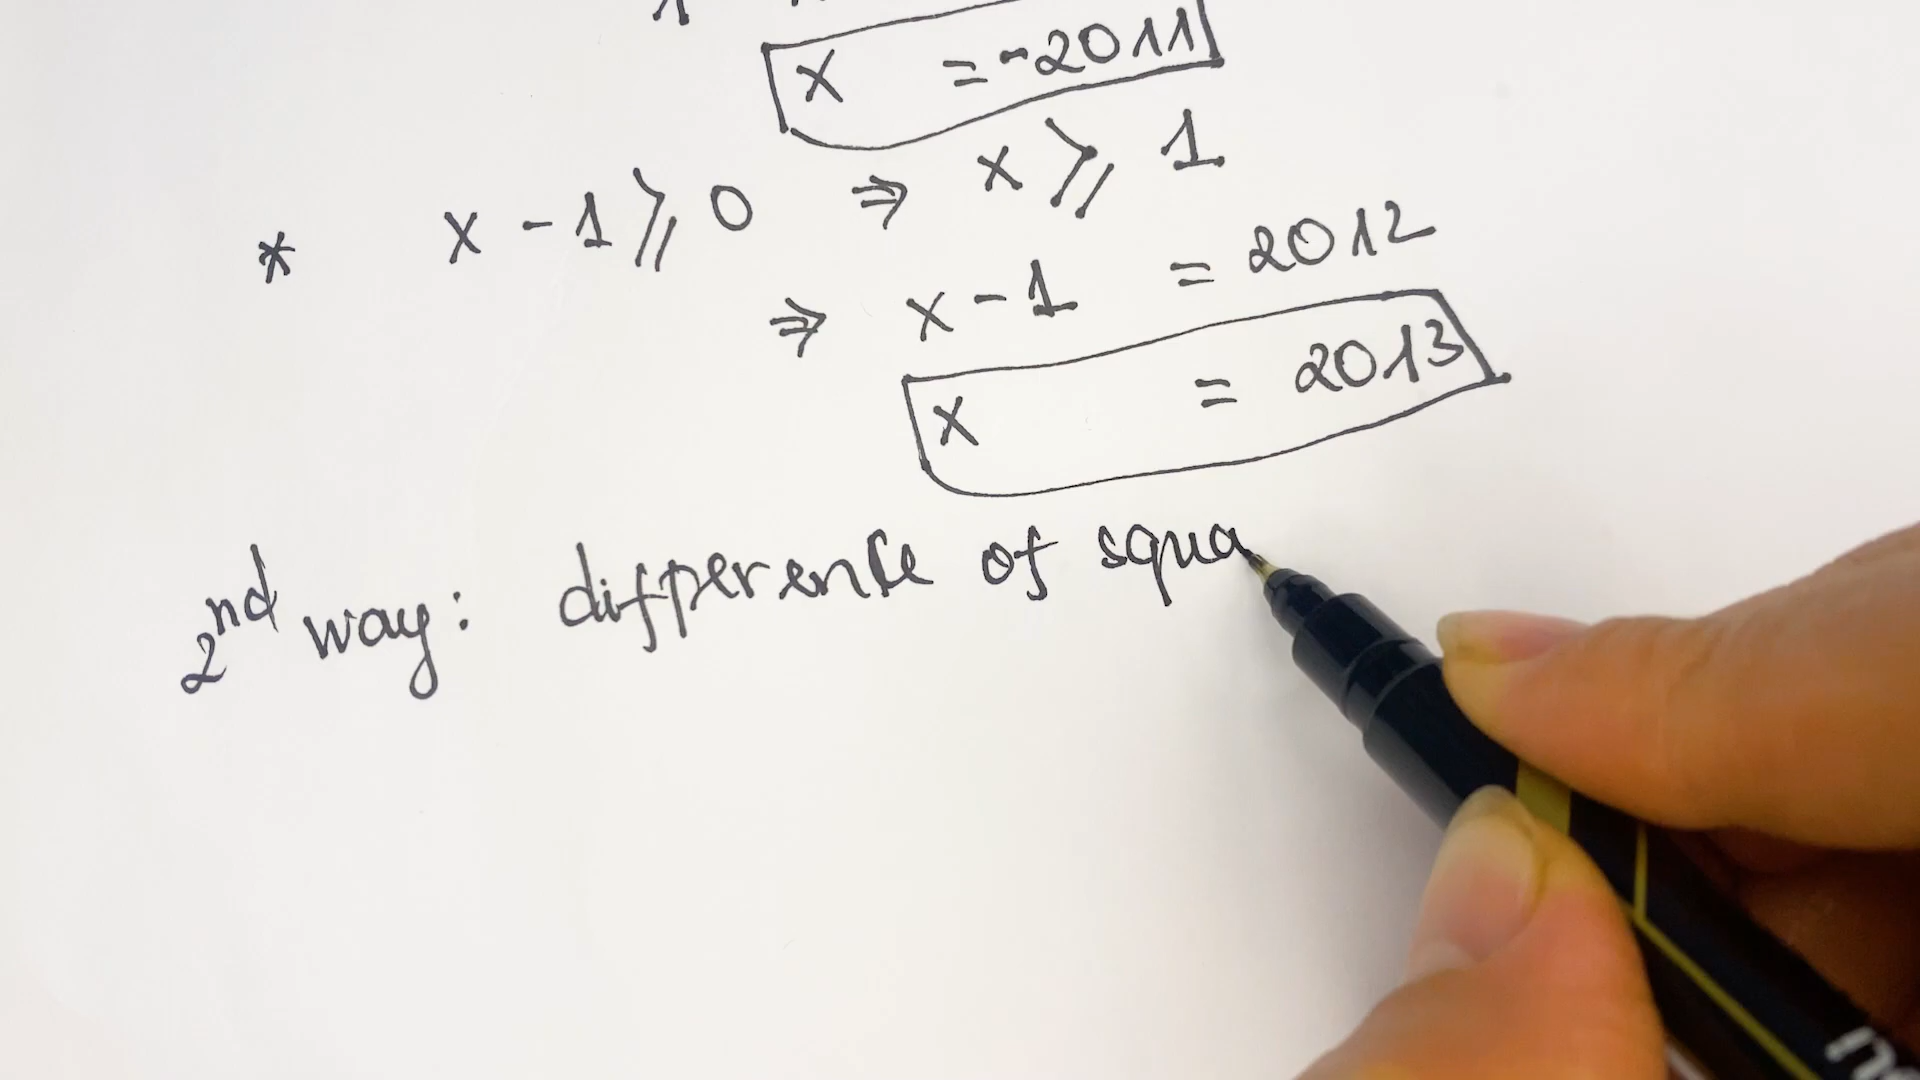 x = -2011
* x - 1 ⩾ 0 ⇒ x ⩾ 1
⇒ x - 1 = 2012
x = 2013
2nd way: difference of squa